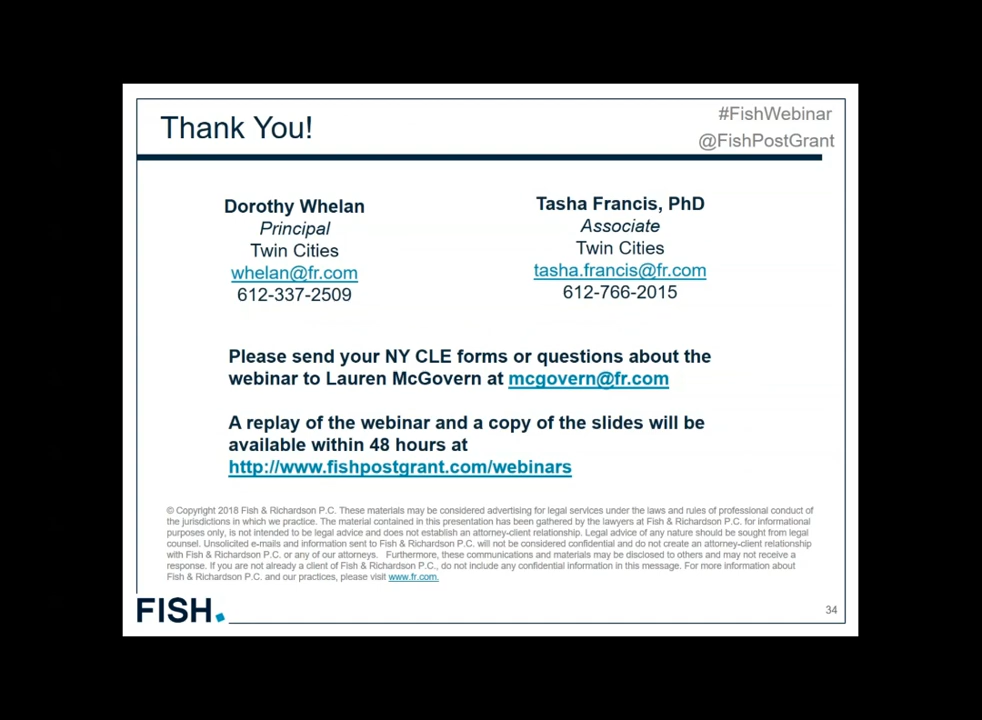 Thank You!
#FishWebinar
@FishPostGrant
Dorothy Whelan
Principal
Twin Cities
whelan@fr.com
612-337-2509
Tasha Francis, PhD
Associate
Twin Cities
tasha.francis@fr.com
612-766-2015
Please send your NY CLE forms or questions about the
webinar to Lauren McGovern at mcgovern@fr.com
A replay of the webinar and a copy of the slides will be
available within 48 hours at
http://www.fishpostgrant.com/webinars
© Copyright 2018 Fish & Richardson P.C. These materials may be considered advertising for legal services under the laws and rules of professional conduct of
the jurisdictions in which we practice. The material contained in this presentation has been gathered by the lawyers at Fish & Richardson P.C. for informational
purposes only, is not intended to be legal advice and does not establish an attorney-client relationship. Legal advice of any nature should be sought from legal
counsel. Unsolicited e-mails and information sent to Fish & Richardson P.C. will not be considered confidential and do not create an attorney-client relationship
with Fish & Richardson P.C. or any of our attorneys. Furthermore, these communications and materials may be disclosed to others and may not receive a
response. If you are not already a client of Fish & Richardson P.C., do not include any confidential information in this message. For more information about
Fish & Richardson P.C. and our practices, please visit www.fr.com.
FISH.
34